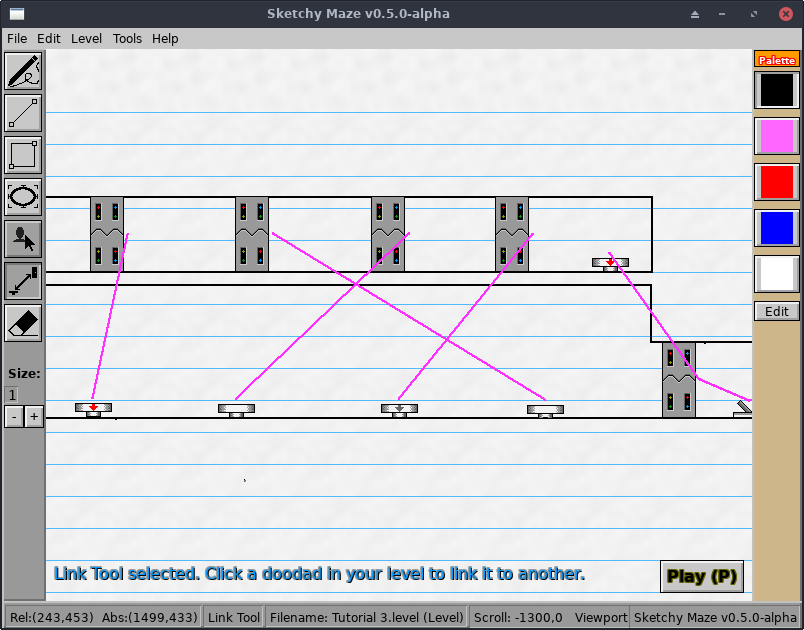 Sketchy Maze v0.5.0-alpha
File Edit Level Tools Help
Palette
Edit
Size:
1
- +
Link Tool selected. Click a doodad in your level to link it to another.
Play (P)
Rel:(243,453) Abs:(1499,433) Link Tool Filename: Tutorial 3.level (Level) Scroll: -1300,0 Viewport Sketchy Maze v0.5.0-alpha